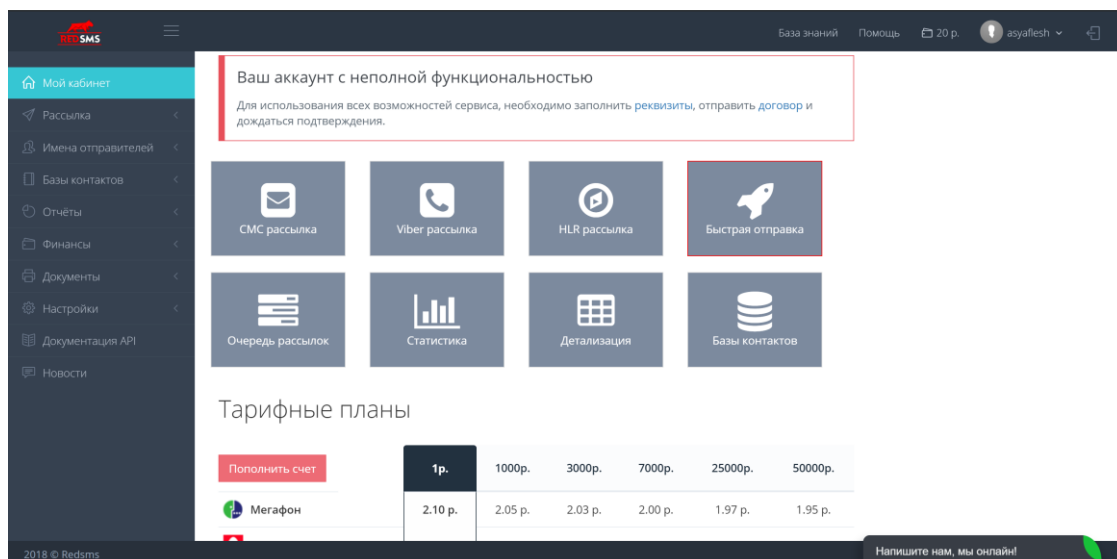 REDSMS
База знаний
Помощь
20 р.
asyaflesh
Мой кабинет
Рассылка
Имена отправителей
Базы контактов
Отчёты
Финансы
Документы
Настройки
Документация API
Новости
Ваш аккаунт с неполной функциональностью
Для использования всех возможностей сервиса, необходимо заполнить реквизиты, отправить договор и
дождаться подтверждения.
СМС рассылка
Viber рассылка
HLR рассылка
Быстрая отправка
Очередь рассылок
Статистика
Детализация
Базы контактов
Тарифные планы
Пополнить счет 1р. 1000р. 3000р. 7000р. 25000р. 50000р.
Мегафон 2.10 р. 2.05 р. 2.03 р. 2.00 р. 1.97 р. 1.95 р.
2018 © Redsms
Напишите нам, мы онлайн!